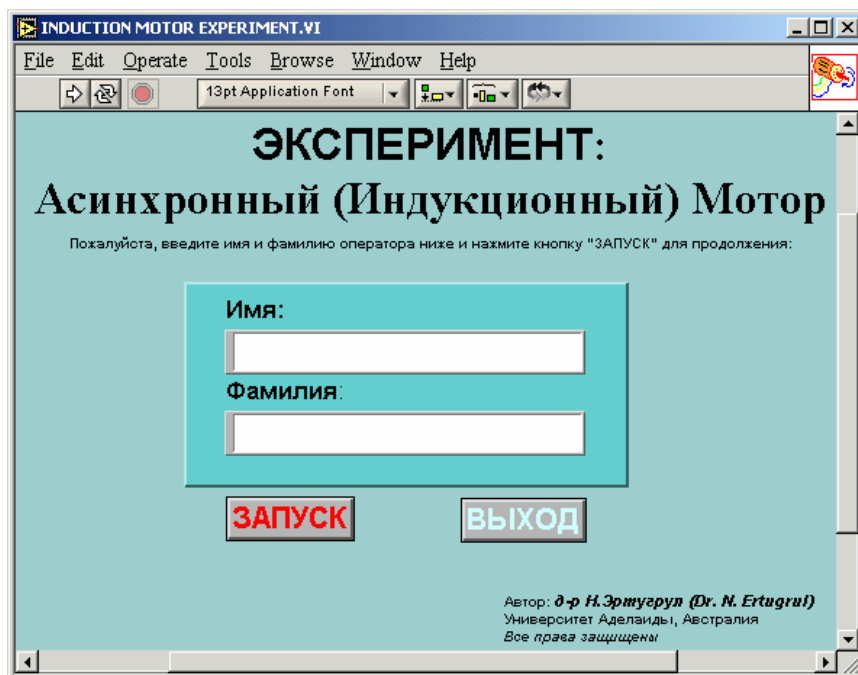 INDUCTION MOTOR EXPERIMENT.VI
File Edit Operate Tools Browse Window Help
13pt Application Font
ЭКСПЕРИМЕНТ:
Асинхронный (Индукционный) Мотор
Пожалуйста, введите имя и фамилию оператора ниже и нажмите кнопку "ЗАПУСК" для продолжения:
Имя:
Фамилия:
ЗАПУСК ВЫХОД
Автор: д-р Н.Эртугрул (Dr. N. Ertugrul)
Университет Аделаиды, Австралия
Все права защищены